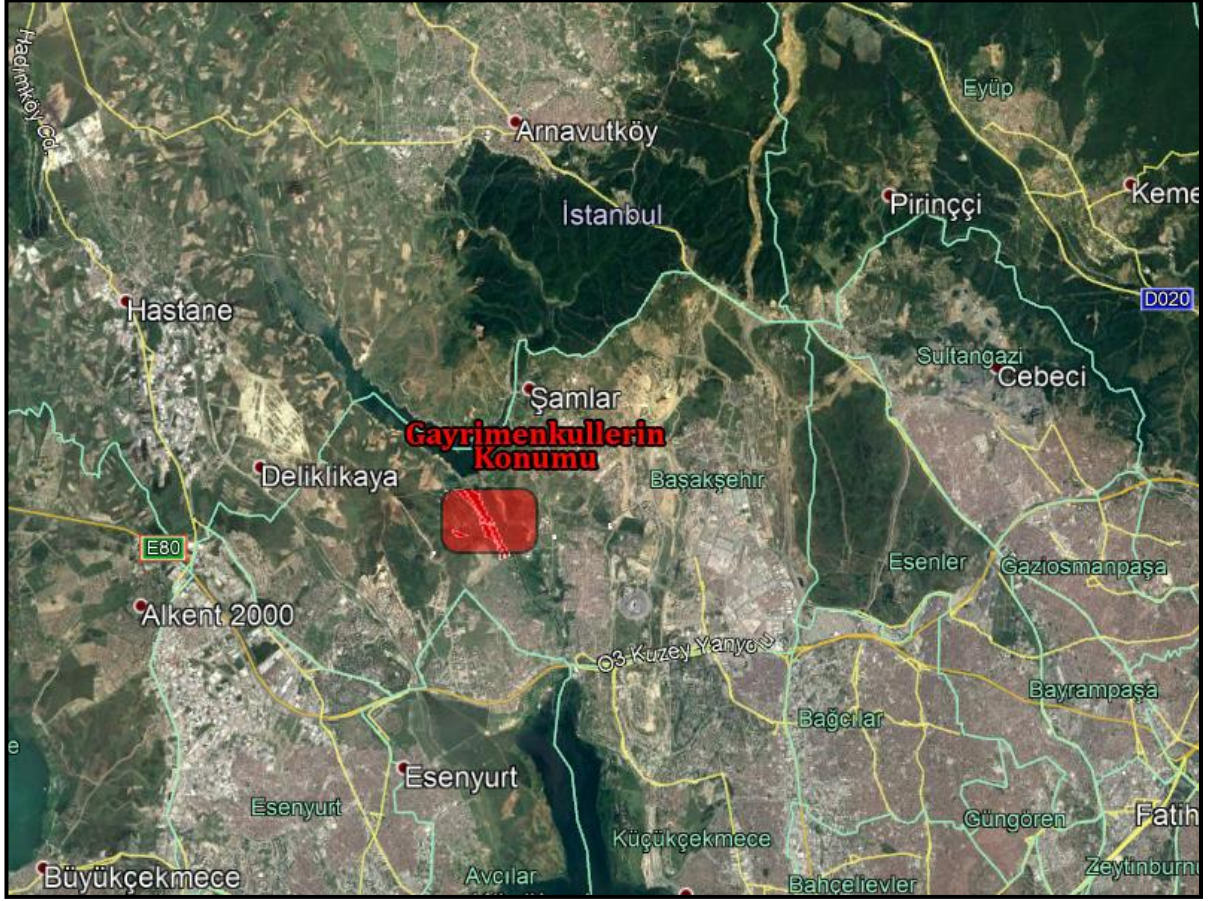 Hadımköy Cd.
Eyüp
Arnavutköy
Pirinççi
Keme
İstanbul
D020
Hastane
Sultangazi
Cebeci
Şamlar
Gayrimenkullerin
Konumu
Deliklikaya
Başakşehir
E80
Esenler
Gaziosmanpaşa
Alkent 2000
O3 Kuzey Yanyolu
Bayrampaşa
Bağcılar
e
Esenyurt
Esenyurt
Güngören
Fatih
Küçükçekmece
Zeytinburnu
Büyükçekmece
Avcılar
Bahçelievler